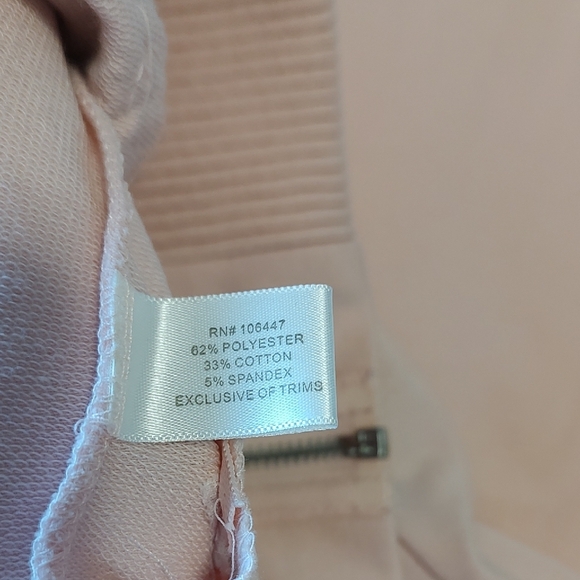 RN# 106447
62% POLYESTER
33% COTTON
5% SPANDEX
EXCLUSIVE OF TRIMS